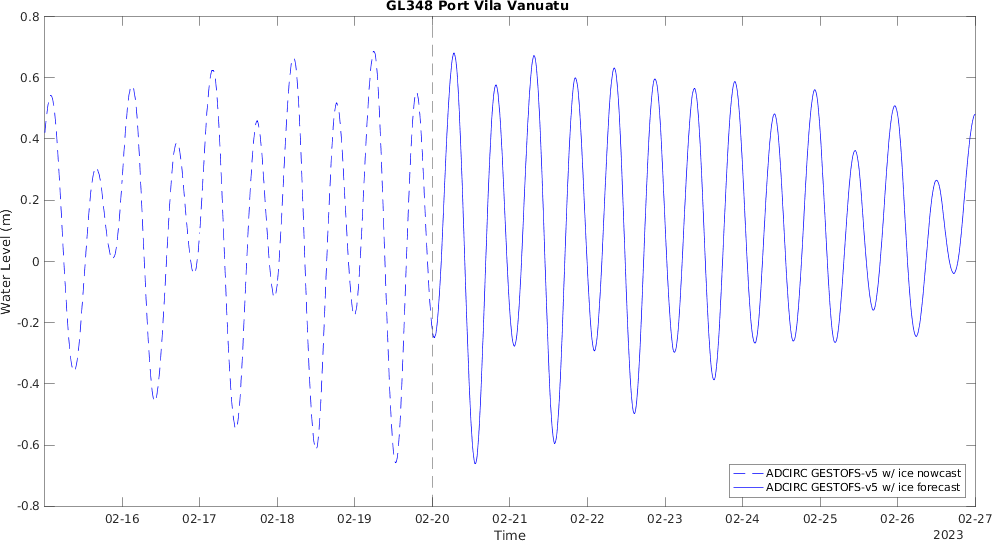 GL348 Port Vila Vanuatu
0.8
0.6
0.4
0.2
0
-0.2
-0.4
-0.6
-0.8
Water Level (m)
ADCIRC GESTOFS-v5 w/ ice nowcast
ADCIRC GESTOFS-v5 w/ ice forecast
02-16 02-17 02-18 02-19 02-20 02-21 02-22 02-23 02-24 02-25 02-26 02-27
Time
2023